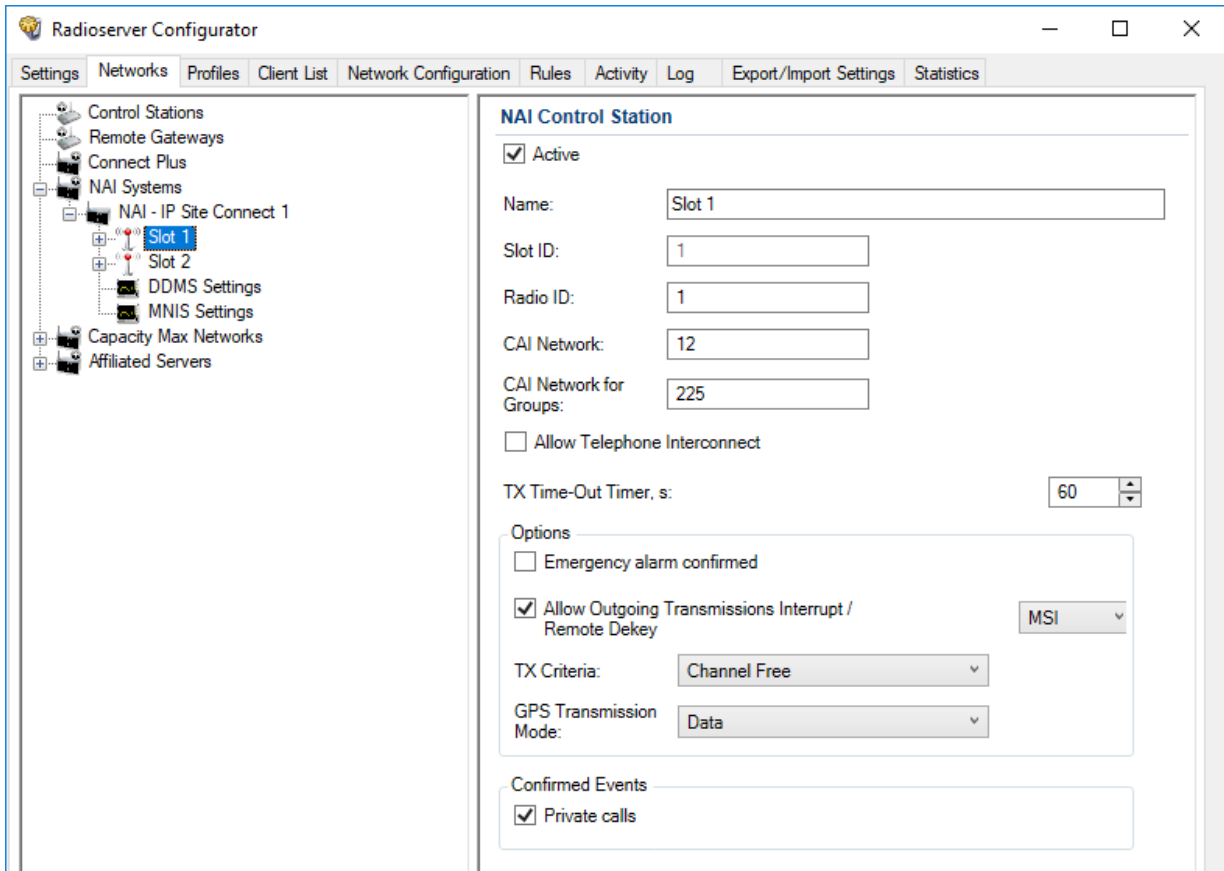 Radioserver Configurator
Settings Networks Profiles Client List Network Configuration Rules Activity Log Export/Import Settings Statistics
Control Stations
Remote Gateways
Connect Plus
NAI Systems
NAI - IP Site Connect 1
Slot 1
Slot 2
DDMS Settings
MNIS Settings
Capacity Max Networks
Affiliated Servers
NAI Control Station
Active
Name: Slot 1
Slot ID: 1
Radio ID: 1
CAI Network: 12
CAI Network for
Groups: 225
Allow Telephone Interconnect
TX Time-Out Timer, s: 60
Options
Emergency alarm confirmed
Allow Outgoing Transmissions Interrupt /
Remote Dekey MSI
TX Criteria: Channel Free
GPS Transmission
Mode: Data
Confirmed Events
Private calls